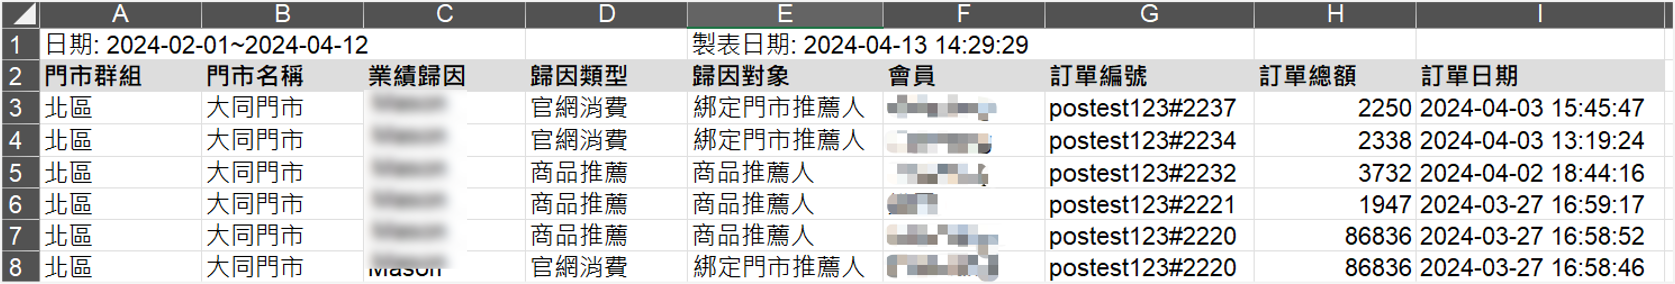 A B C D E F G H I
1 日期: 2024-02-01~2024-04-12 製表日期: 2024-04-13 14:29:29
2 門市群組 門市名稱 業績歸因 歸因類型 歸因對象 會員 訂單編號 訂單總額 訂單日期
3 北區 大同門市 官網消費 綁定門市推薦人 postest123#2237 2250 2024-04-03 15:45:47
4 北區 大同門市 官網消費 綁定門市推薦人 postest123#2234 2338 2024-04-03 13:19:24
5 北區 大同門市 商品推薦 商品推薦人 postest123#2232 3732 2024-04-02 18:44:16
6 北區 大同門市 商品推薦 商品推薦人 postest123#2221 1947 2024-03-27 16:59:17
7 北區 大同門市 商品推薦 商品推薦人 postest123#2220 86836 2024-03-27 16:58:52
8 北區 大同門市 官網消費 綁定門市推薦人 postest123#2220 86836 2024-03-27 16:58:46